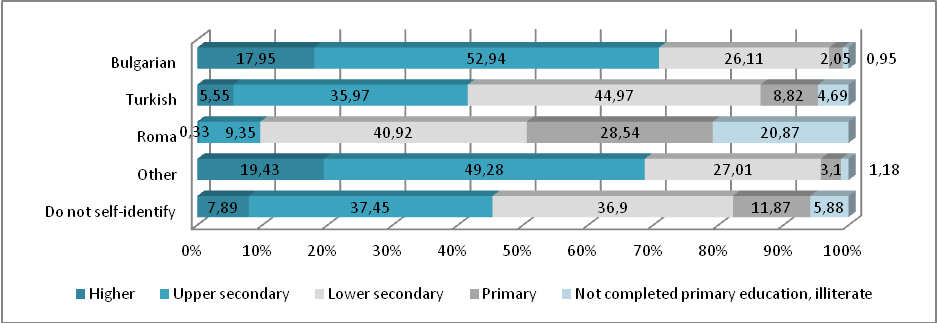 Bulgarian 17,95 52,94 26,11 2,05 0,95
Turkish 5,55 35,97 44,97 8,82 4,69
Roma 0,33 9,35 40,92 28,54 20,87
Other 19,43 49,28 27,01 3,1 1,18
Do not self-identify 7,89 37,45 36,9 11,87 5,88
0% 10% 20% 30% 40% 50% 60% 70% 80% 90% 100%
Higher Upper secondary Lower secondary Primary Not completed primary education, illiterate